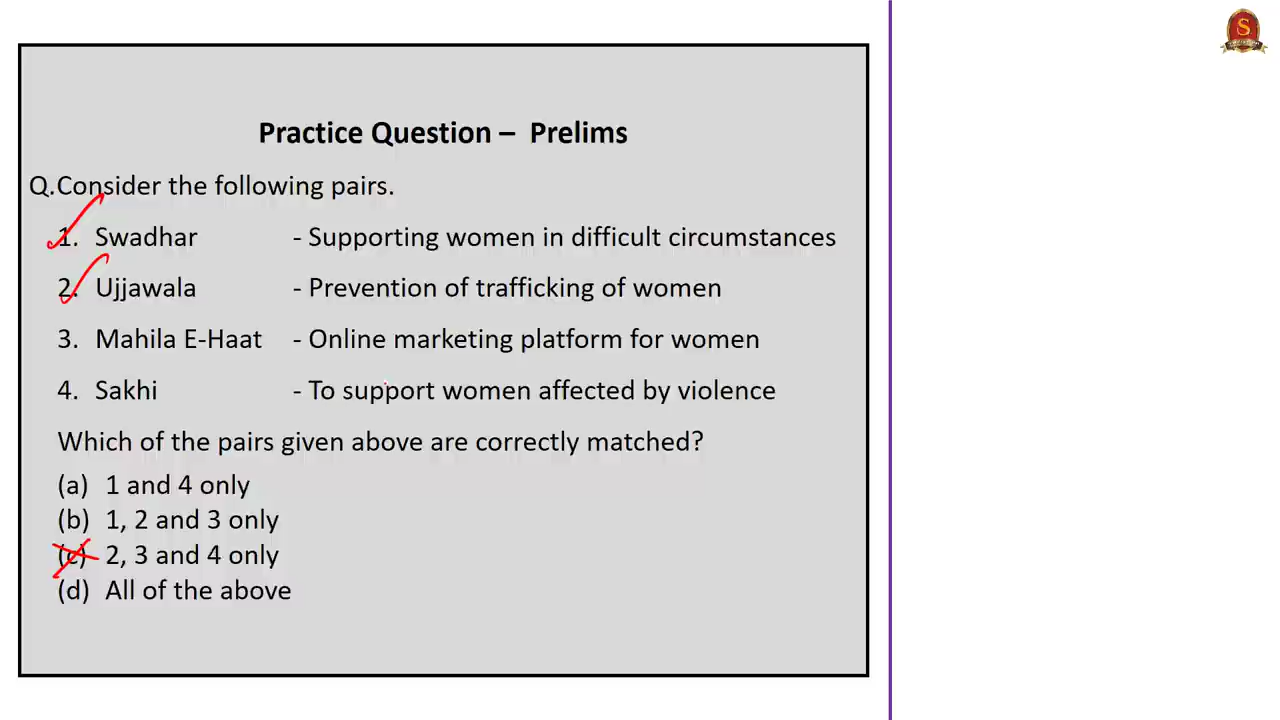 S
Practice Question – Prelims
Q.Consider the following pairs.
1. Swadhar - Supporting women in difficult circumstances
2. Ujjawala - Prevention of trafficking of women
3. Mahila E-Haat - Online marketing platform for women
4. Sakhi - To support women affected by violence
Which of the pairs given above are correctly matched?
(a) 1 and 4 only
(b) 1, 2 and 3 only
(c) 2, 3 and 4 only
(d) All of the above